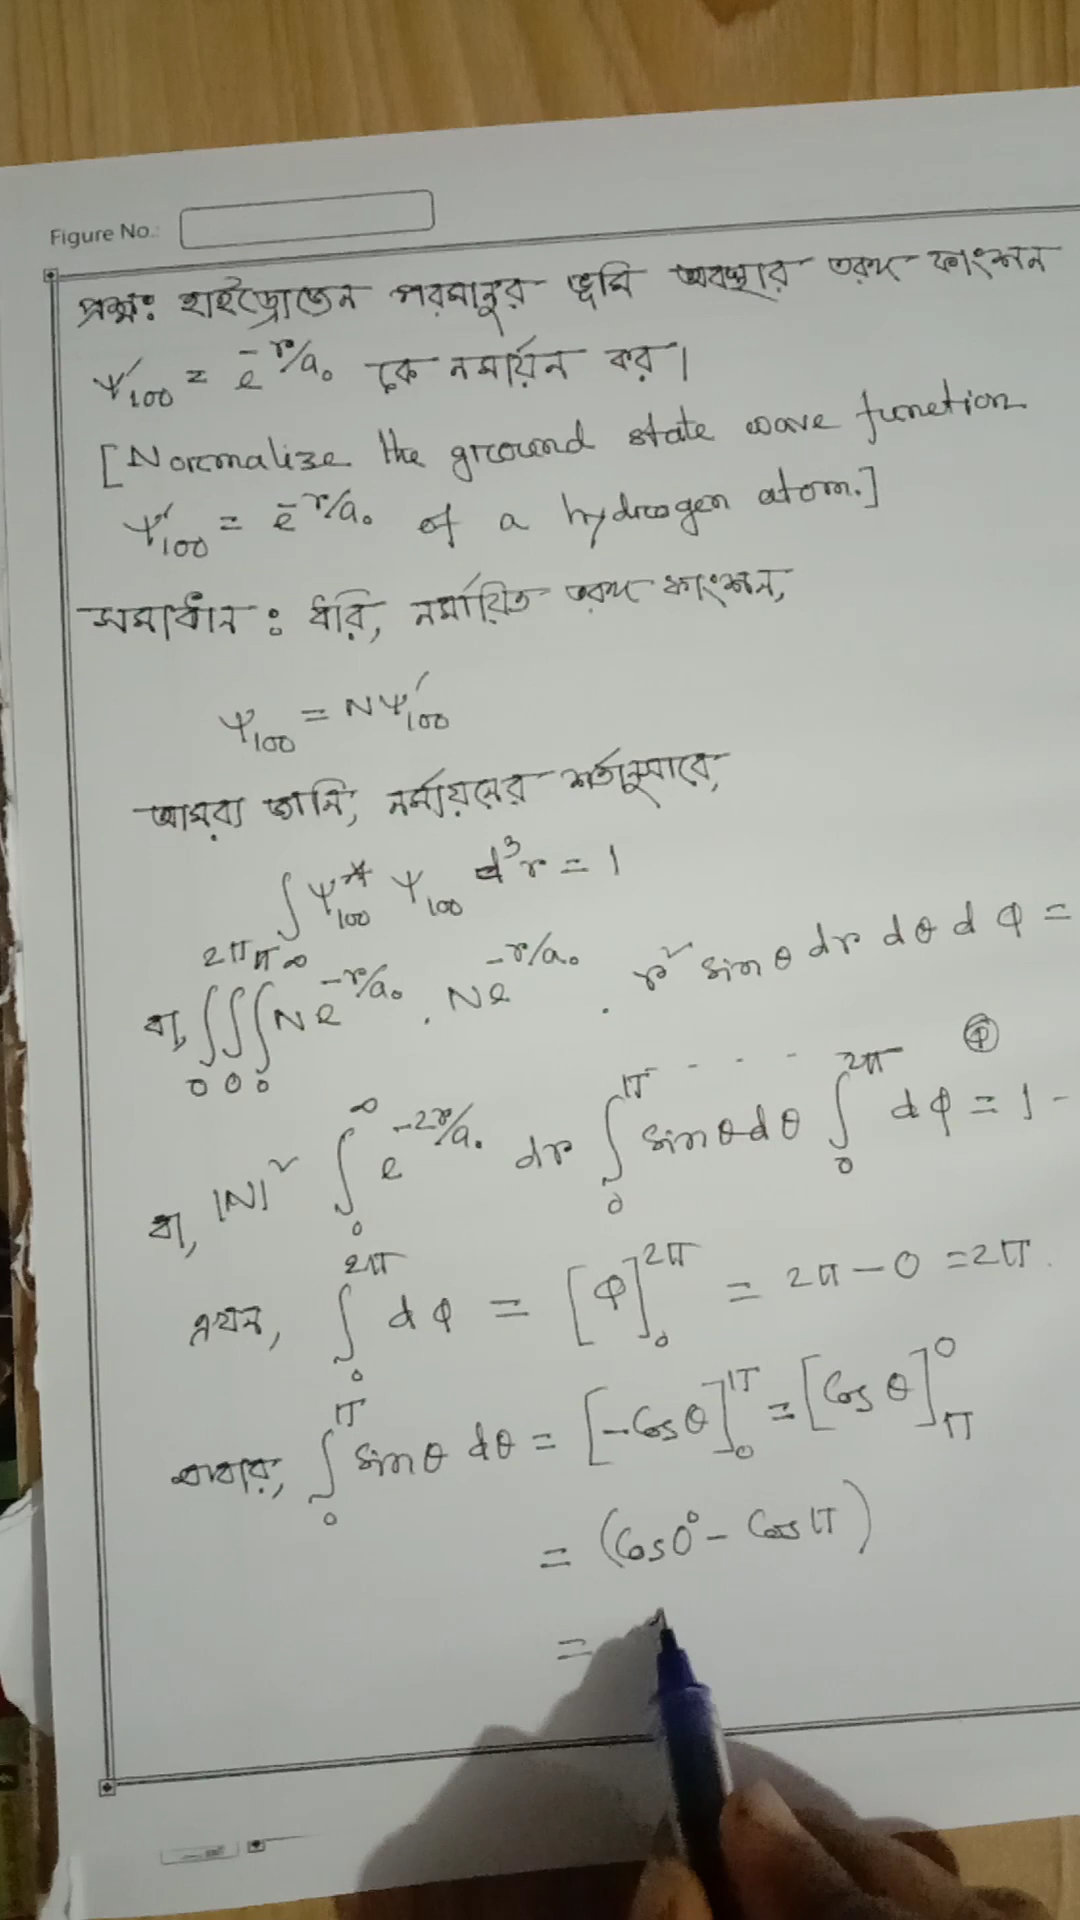 Figure No.:
প্রশ্ন: হাইড্রোজেন পরমানুর ভূমি অবস্থার তরঙ্গ ফাংশন
ψ′₁₀₀ = e^(-r/a₀) কে নর্মায়ন কর।
[Normalize the ground state wave function
ψ′₁₀₀ = e^(-r/a₀) of a hydrogen atom.]
সমাধান: ধরি, নর্মায়িত তরঙ্গ ফাংশন,
ψ₁₀₀ = Nψ′₁₀₀
আমরা জানি, নর্মায়নের শর্তানুসারে,
∫ψ*₁₀₀ ψ₁₀₀ d³r = 1
বা, ∫₀^2π ∫₀^π ∫₀^∞ Ne^(-r/a₀) . Ne^(-r/a₀) . r² sinθ dr dθ dφ =
বা, |N|² ∫₀^∞ e^(-2r/a₀) dr ∫₀^π sinθdθ ∫₀^2π dφ = 1 -
এখন, ∫₀^2π dφ = [φ]₀^2π = 2π - 0 = 2π.
আবার, ∫₀^π sinθ dθ = [-Cosθ]₀^π = [Cosθ]_π^0
= (Cos0° - Cosπ)
=